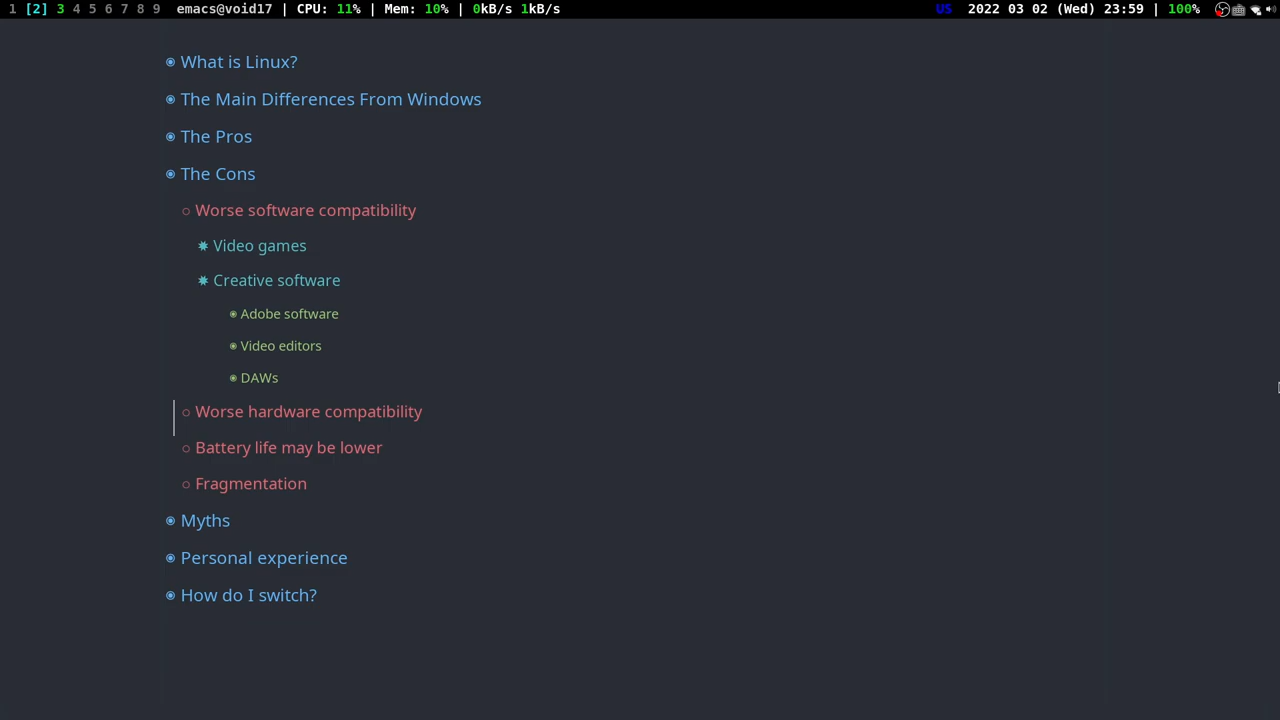 1 [2] 3 4 5 6 7 8 9 emacs@void17 | CPU: 11% | Mem: 10% | 0kB/s 1kB/s US 2022 03 02 (Wed) 23:59 | 100%
What is Linux?
The Main Differences From Windows
The Pros
The Cons
Worse software compatibility
Video games
Creative software
Adobe software
Video editors
DAWs
Worse hardware compatibility
Battery life may be lower
Fragmentation
Myths
Personal experience
How do I switch?